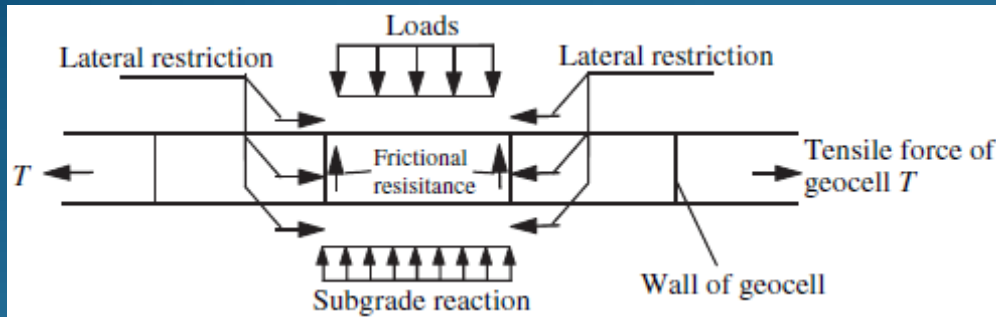 Loads
Lateral restriction
Lateral restriction
T
Frictional
resisitance
Tensile force of
geocell T
Wall of geocell
Subgrade reaction